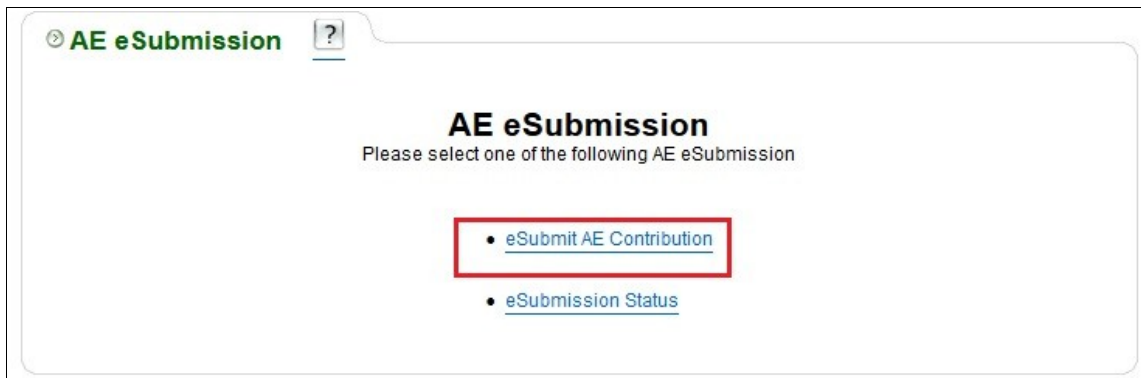 AE eSubmission ?
AE eSubmission
Please select one of the following AE eSubmission
• eSubmit AE Contribution
• eSubmission Status